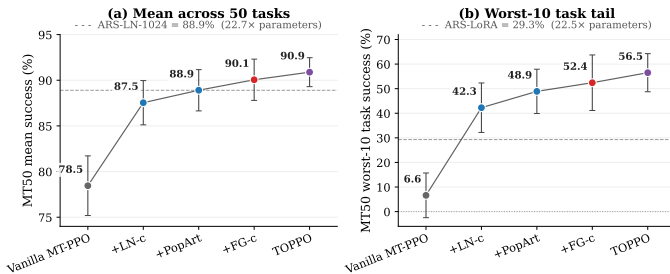 (a) Mean across 50 tasks
--- ARS-LN-1024 = 88.9% (22.7× parameters)
MT50 mean success (%)
95
90
85
80
75
78.5
87.5
88.9
90.1
90.9
Vanilla MT-PPO
+LN-c
+PopArt
+FG-c
TOPPO
(b) Worst-10 task tail
--- ARS-LoRA = 29.3% (22.5× parameters)
MT50 worst-10 task success (%)
70
60
50
40
30
20
10
0
6.6
42.3
48.9
52.4
56.5
Vanilla MT-PPO
+LN-c
+PopArt
+FG-c
TOPPO